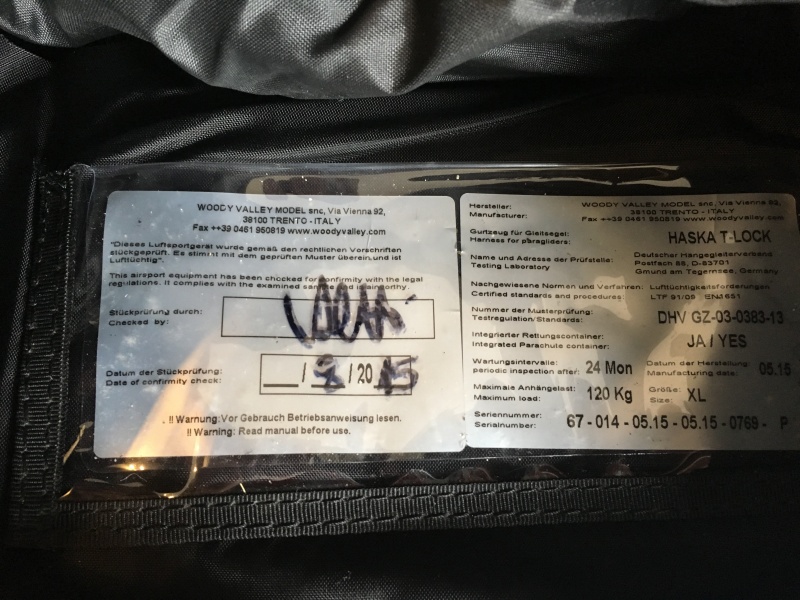 WOODY VALLEY MODEL snc, Via Vienna 92,
38100 TRENTO - ITALY
Fax ++39 0461 950819 www.woodyvalley.com
"Dieses Luftsportgerät wurde gemäß den rechtlichen Vorschriften
stückgeprüft. Es stimmt mit dem geprüften Muster überein,und ist
Luftüchtig".
This airsport equipment has been checked for confirmity with the legal
regulations. It complies with the examined and is airworthy.
Stückprüfung durch:
Checked by:
Datum der Stückprüfung:
Date of confirmity check:
__/ 8 /20 15
!! Warnung:Vor Gebrauch Betriebsanweisung lesen.
!! Warning: Read manual before use.
Hersteller:
Manufacturer:
WOODY VALLEY MODEL snc, Via Vienna 92,
38100 TRENTO - ITALY
Fax ++39 0461 950819 www.woodyvalley.com
Gurtzeug für Gleitsegel:
Harness for paragliders:
HASKA T-LOCK
Name und Adresse der Prüfstelle:
Testing Laboratory
Deutscher Hangegleiterverband
Postfach 88, D-83701
Gmund am Tegernsee, Germany
Nachgewiesene Normen und Verfahren:
Certified standards and procedures:
Lufttüchtigkeitsforderungen
LTF 91/09 EN1651
Nummer der Musterprüfung:
Testregulation/Standards:
DHV GZ-03-0383-13
Integrierter Rettungscontainer:
Integrated Parachute container:
JA / YES
Wartungsintervalle:
periodic inspection after:
24 Mon
Datum der Herstellung:
Manufacturing date:
05.15
Maximale Anhängelast:
Maximum load:
120 Kg
Größe:
Size:
XL
Seriennummer:
Serialnumber:
67 - 014 - 05.15 - 05.15 - 0769 - P